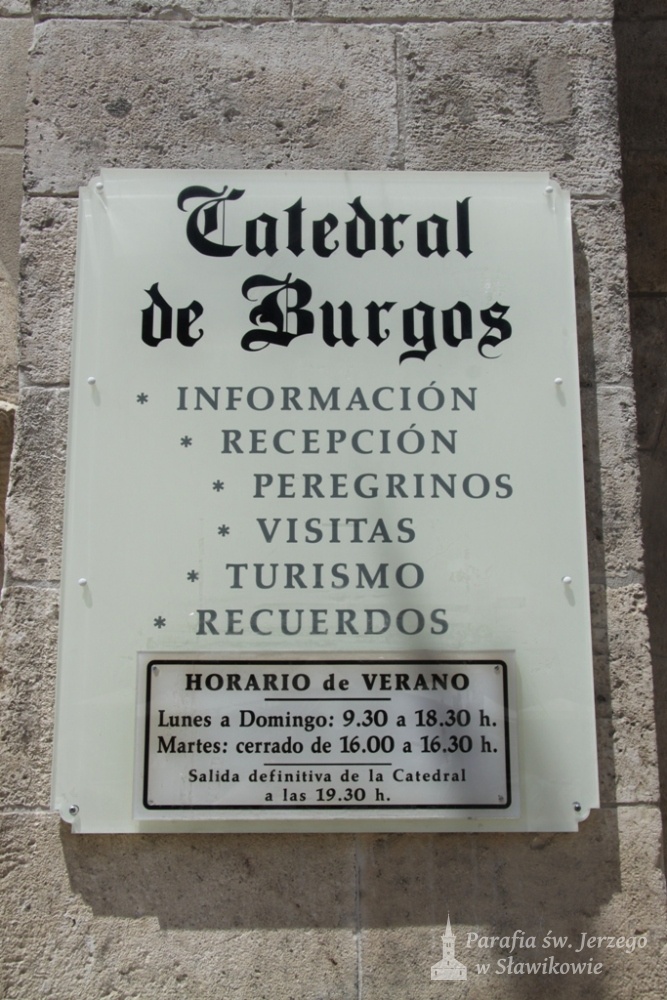 Catedral
de Burgos
* INFORMACIÓN
* RECEPCIÓN
* PEREGRINOS
* VISITAS
* TURISMO
* RECUERDOS
HORARIO de VERANO
Lunes a Domingo: 9.30 a 18.30 h.
Martes: cerrado de 16.00 a 16.30 h.
Salida definitiva de la Catedral
a las 19.30 h.
Parafia św. Jerzego
w Sławikowie